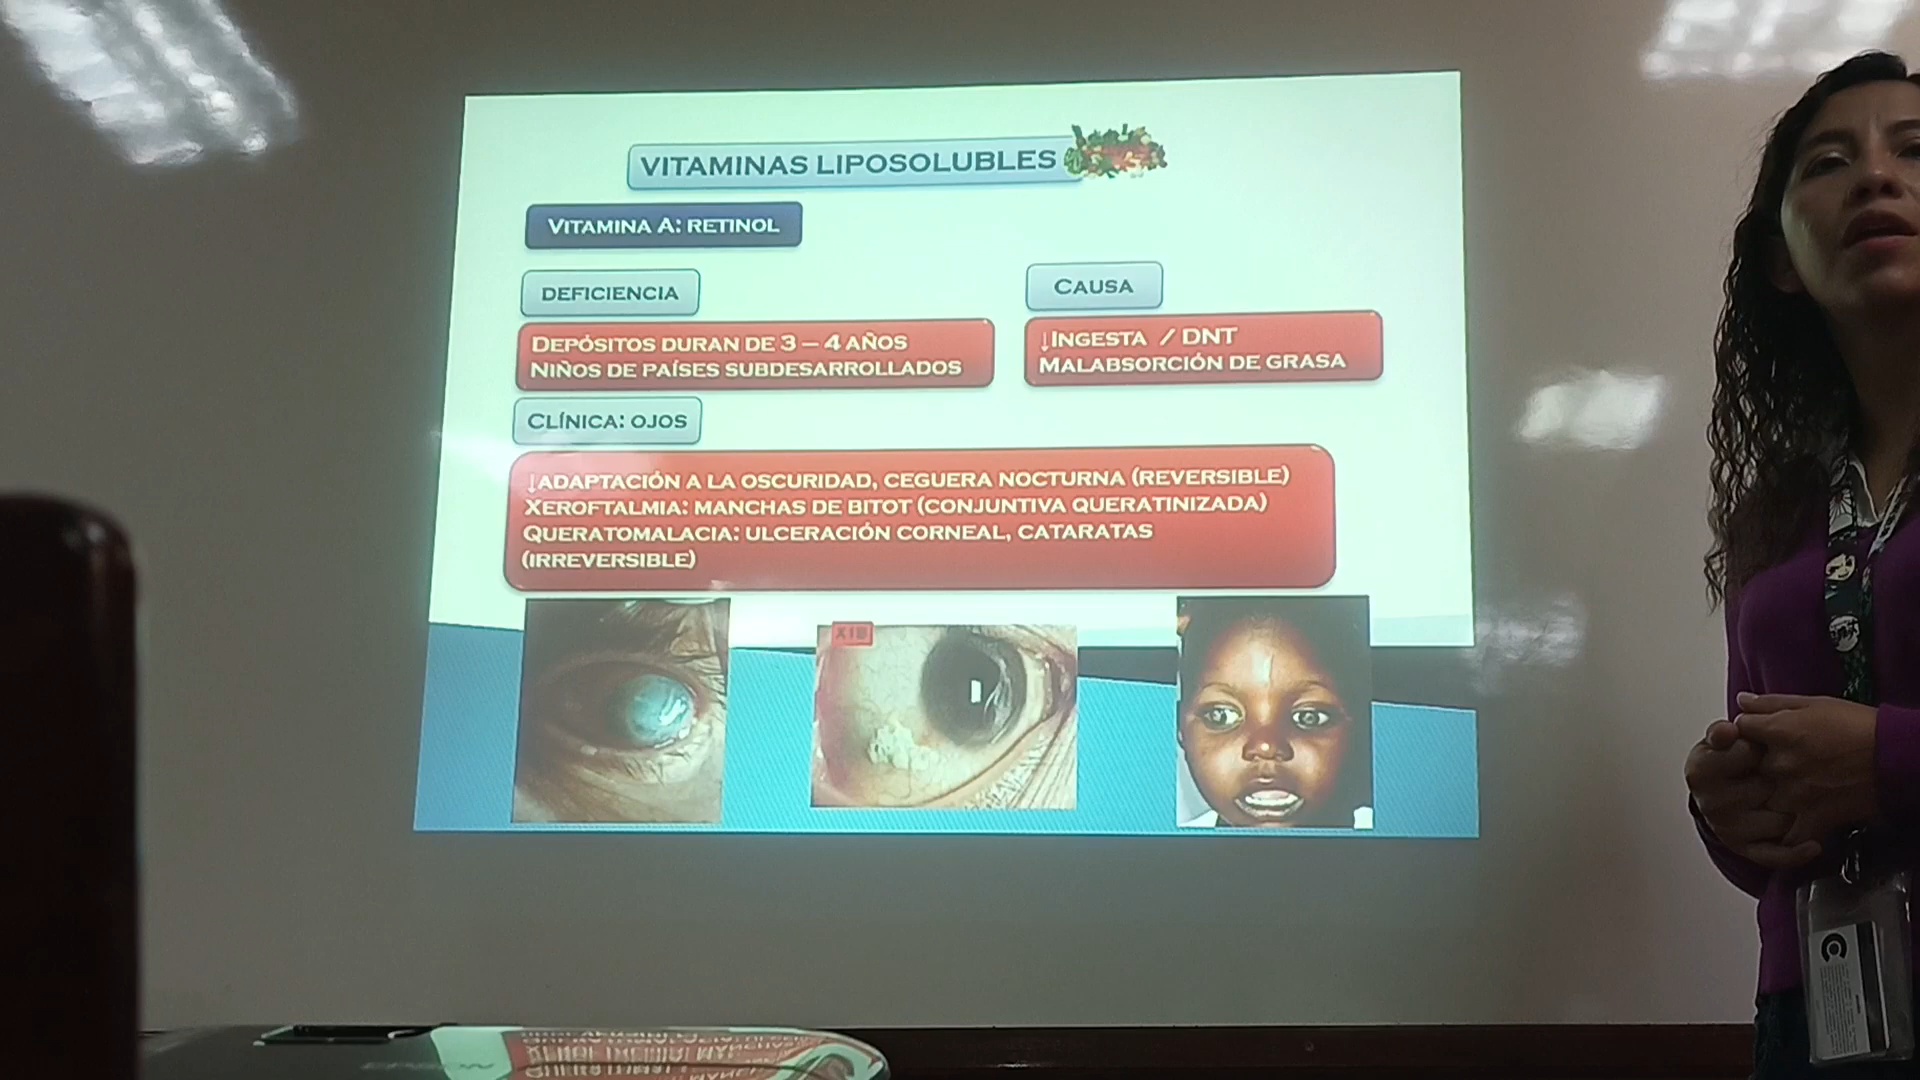 VITAMINAS LIPOSOLUBLES
VITAMINA A: RETINOL
DEFICIENCIA
CAUSA
DEPÓSITOS DURAN DE 3 – 4 AÑOS
NIÑOS DE PAÍSES SUBDESARROLLADOS
↓INGESTA / DNT
MALABSORCIÓN DE GRASA
CLÍNICA: OJOS
↓ADAPTACIÓN A LA OSCURIDAD, CEGUERA NOCTURNA (REVERSIBLE)
XEROFTALMIA: MANCHAS DE BITOT (CONJUNTIVA QUERATINIZADA)
QUERATOMALACIA: ULCERACIÓN CORNEAL, CATARATAS
(IRREVERSIBLE)
X1B